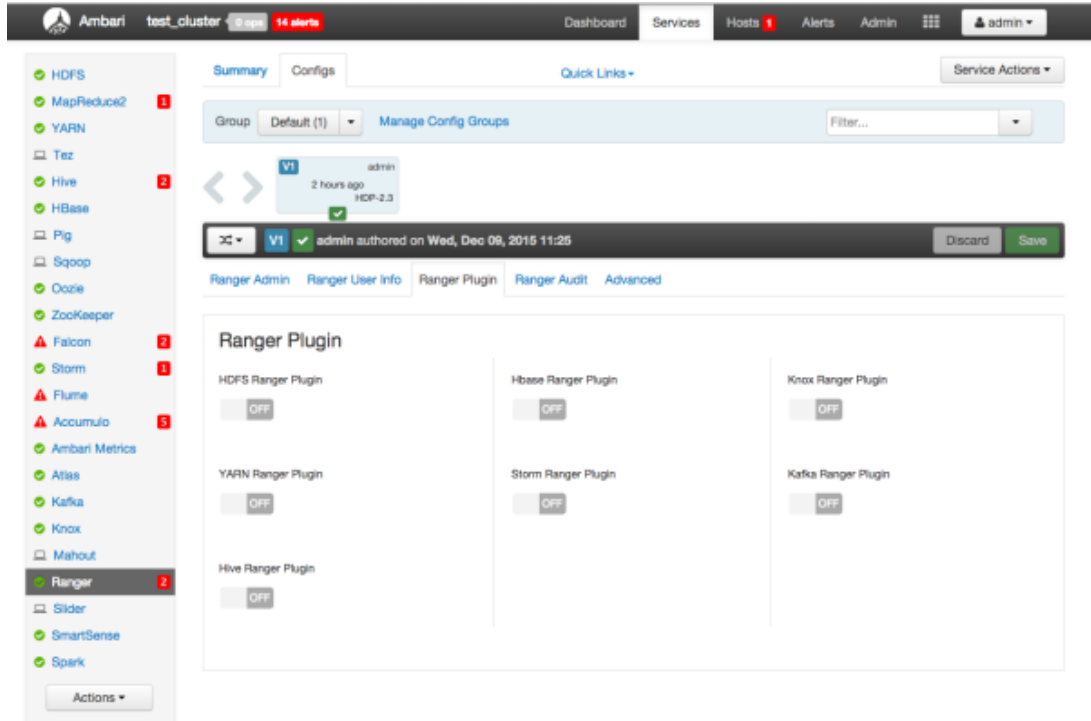 Ambari test_cluster 0 ops 14 alerts Dashboard Services Hosts 1 Alerts Admin admin
HDFS
MapReduce2 1
YARN
Tez
Hive 2
HBase
Pig
Sqoop
Oozie
ZooKeeper
Falcon 2
Storm 1
Flume
Accumulo 5
Ambari Metrics
Atlas
Kafka
Knox
Mahout
Ranger 2
Slider
SmartSense
Spark
Actions
Summary Configs Quick Links Service Actions
Group Default (1) Manage Config Groups Filter...
V1 admin
2 hours ago
HDP-2.3
V1 admin authored on Wed, Dec 09, 2015 11:25 Discard Save
Ranger Admin Ranger User Info Ranger Plugin Ranger Audit Advanced
Ranger Plugin
HDFS Ranger Plugin Hbase Ranger Plugin Knox Ranger Plugin
OFF OFF OFF
YARN Ranger Plugin Storm Ranger Plugin Kafka Ranger Plugin
OFF OFF OFF
Hive Ranger Plugin
OFF